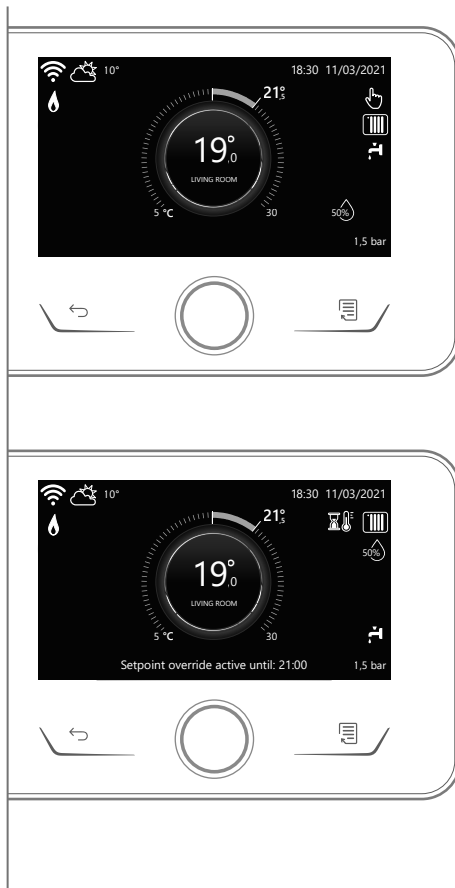 10° 18:30 11/03/2021
21°,5
19°,0
LIVING ROOM
5 °C 30
50%
1,5 bar
10° 18:30 11/03/2021
21°,5
50%
19°,0
LIVING ROOM
5 °C 30
Setpoint override active until: 21:00 1,5 bar